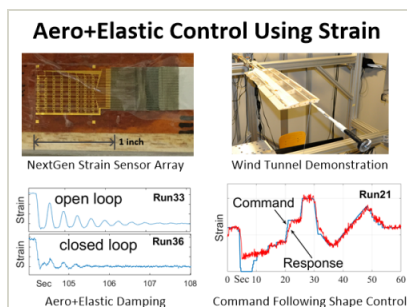 Aero+Elastic Control Using Strain
1 inch
NextGen Strain Sensor Array
Wind Tunnel Demonstration
Strain
open loop
Run33
Strain
closed loop
Run36
Sec 105 106 107 108
Aero+Elastic Damping
Strain
Run21
Command
Response
0 Sec 10 20 30 40 50 60
Command Following Shape Control